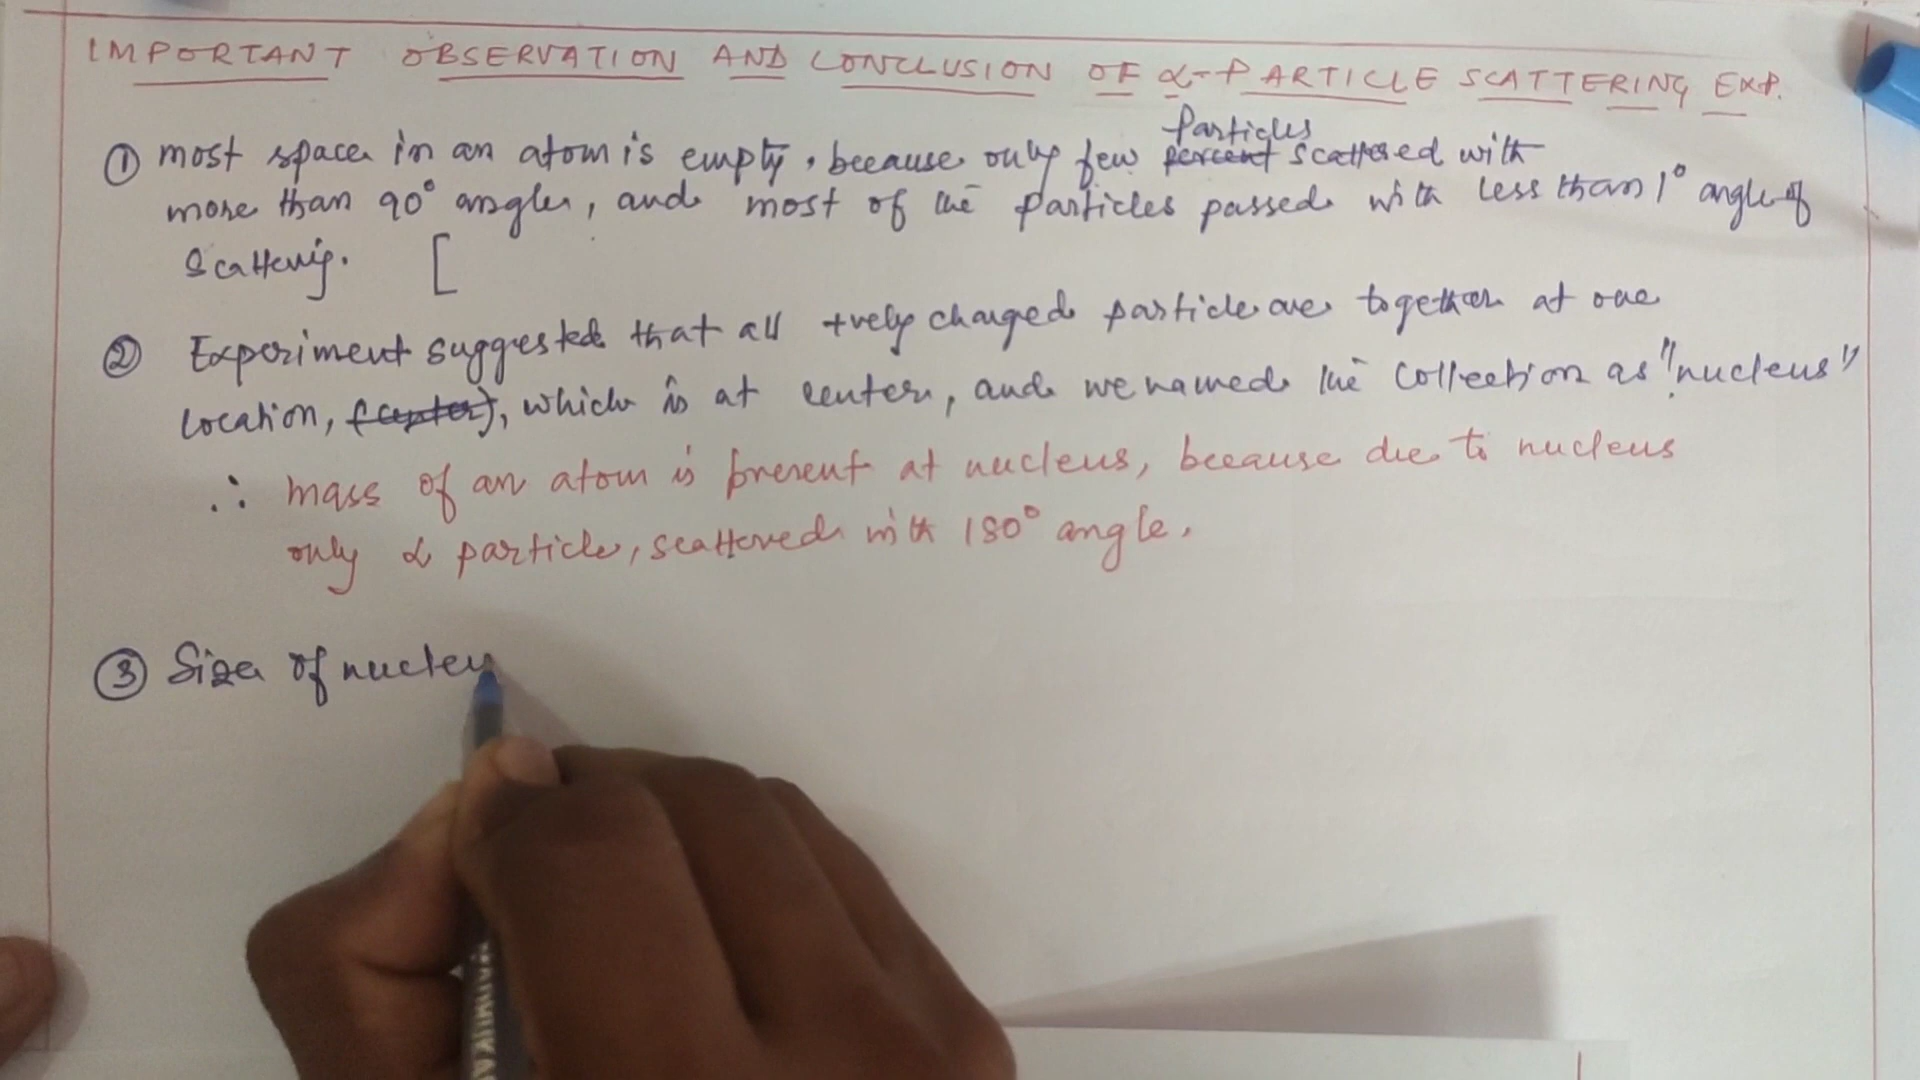 IMPORTANT OBSERVATION AND CONCLUSION OF α-PARTICLE SCATTERING EXP.
① most space in an atom is empty, because only few percent particles scattered with
more than 90° angles, and most of the particles passed with less than 1° angle of
scattering. [
② Experiment suggested that all +vely charged particle are together at one
location, (center), which is at center, and we named the collection as "nucleus"
∴ mass of an atom is present at nucleus, because due to nucleus
only α particle, scattered with 180° angle.
③ Size of nucleu